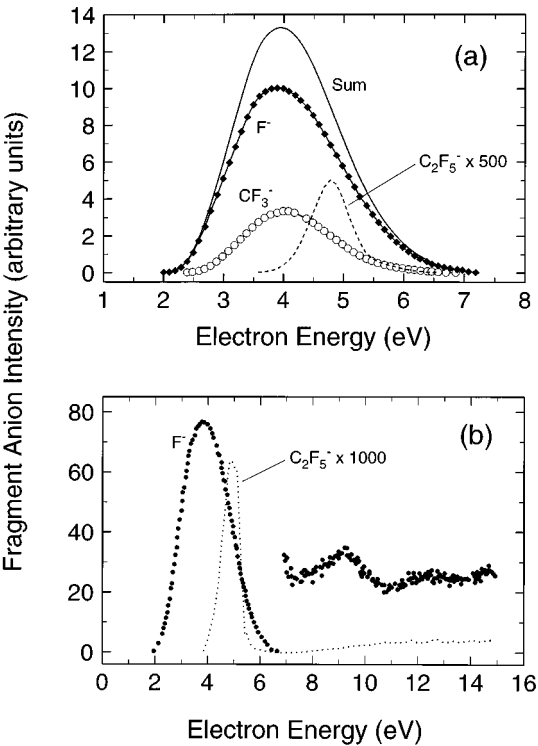 Fragment Anion Intensity (arbitrary units)
14
12
10
8
6
4
2
0
(a)
Sum
F⁻
C₂F₅⁻ x 500
CF₃⁻
1 2 3 4 5 6 7 8
Electron Energy (eV)
80
60
40
20
0
(b)
F⁻
C₂F₅⁻ x 1000
0 2 4 6 8 10 12 14 16
Electron Energy (eV)